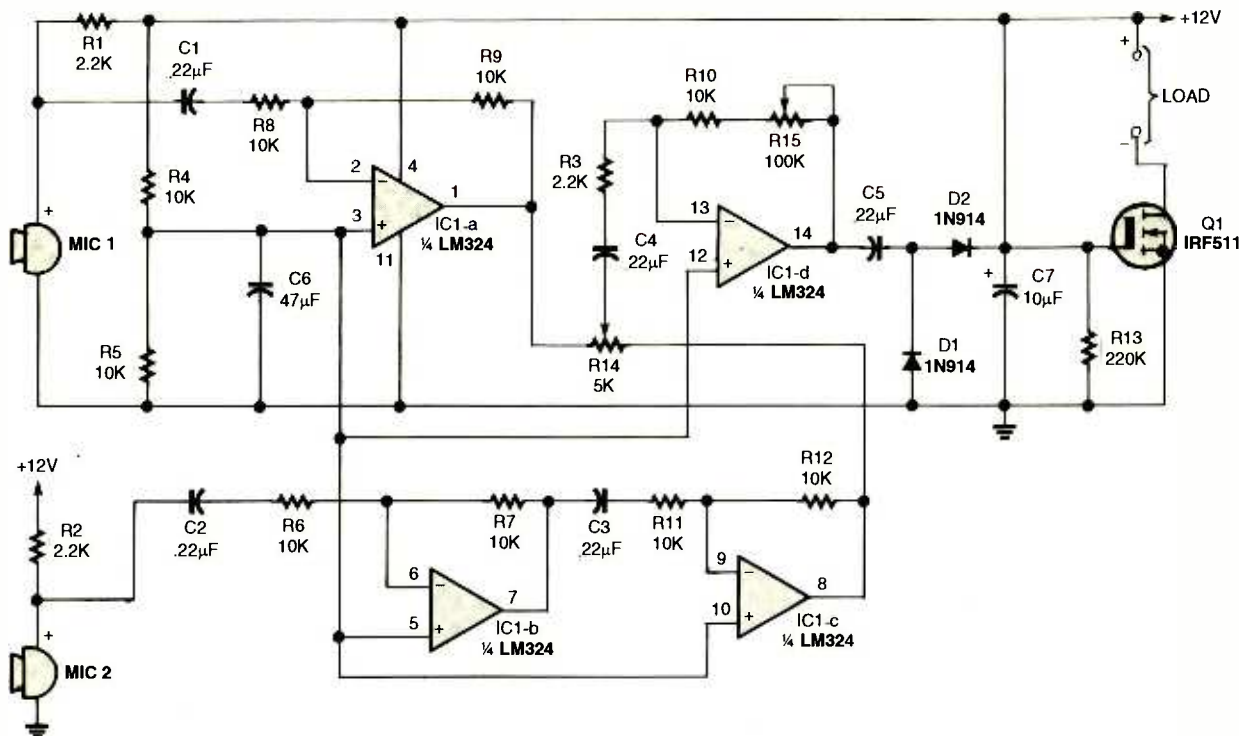 R1
2.2K
C1
.22µF
R8
10K
R9
10K
R4
10K
MIC 1
+
R5
10K
C6
47µF
2
−
3
+
4
11
1
IC1-a
¼ LM324
R3
2.2K
C4
.22µF
R10
10K
R15
100K
13
−
12
+
14
IC1-d
¼ LM324
R14
5K
C5
.22µF
D2
1N914
D1
1N914
+
C7
10µF
R13
220K
+12V
+
LOAD
−
Q1
IRF511
+12V
R2
2.2K
+
MIC 2
C2
.22µF
R6
10K
R7
10K
6
−
5
+
7
IC1-b
¼ LM324
C3
.22µF
R11
10K
R12
10K
9
−
10
+
8
IC1-c
¼ LM324